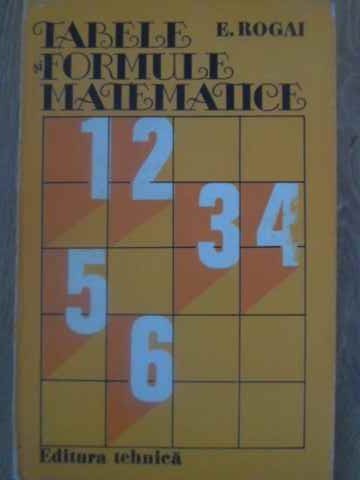 TABELE E. ROGAI
și FORMULE
MATEMATICE
1 2
3 4
5
6
Editura tehnică